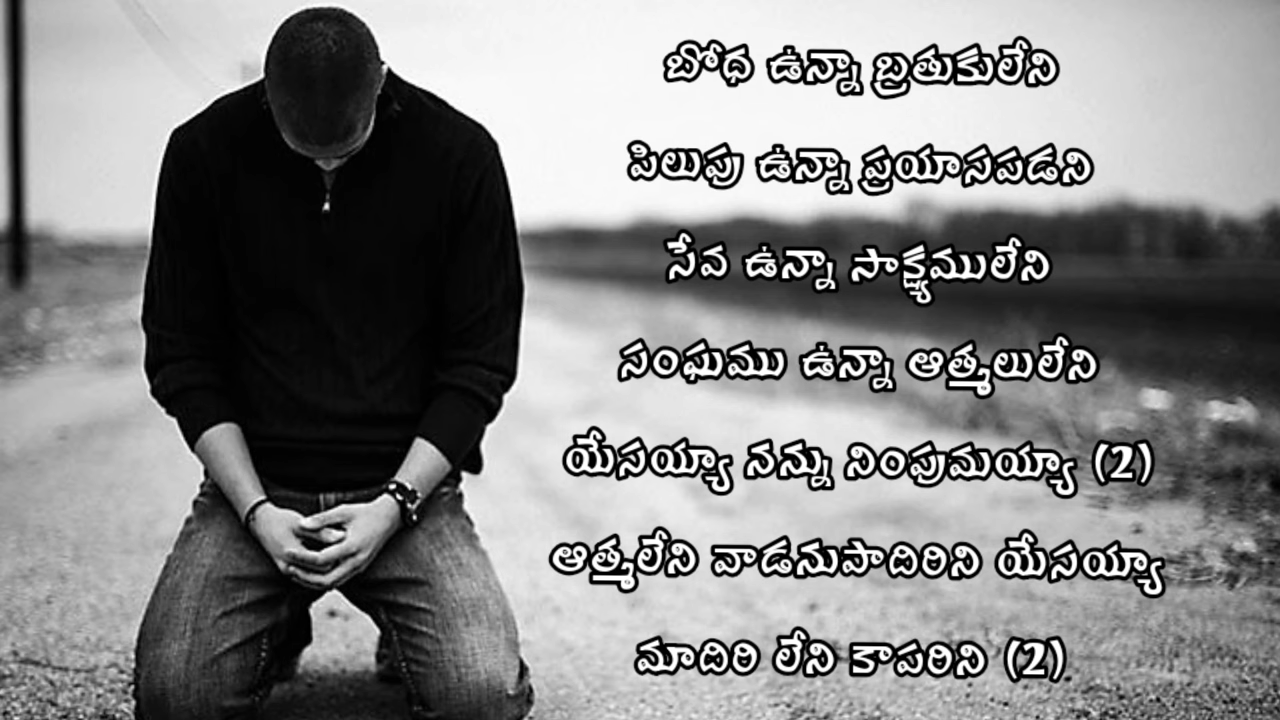 బోధ ఉన్నా బ్రతుకులేని
పిలుపు ఉన్నా ప్రయాసపడని
సేవ ఉన్నా సాక్ష్యములేని
సంఘము ఉన్నా ఆత్మలులేని
యేసయ్యా నన్ను నింపుమయ్యా (2)
ఆత్మలేని వాడనుపాదిరిని యేసయ్యా
మాదిరి లేని కాపరిని (2)